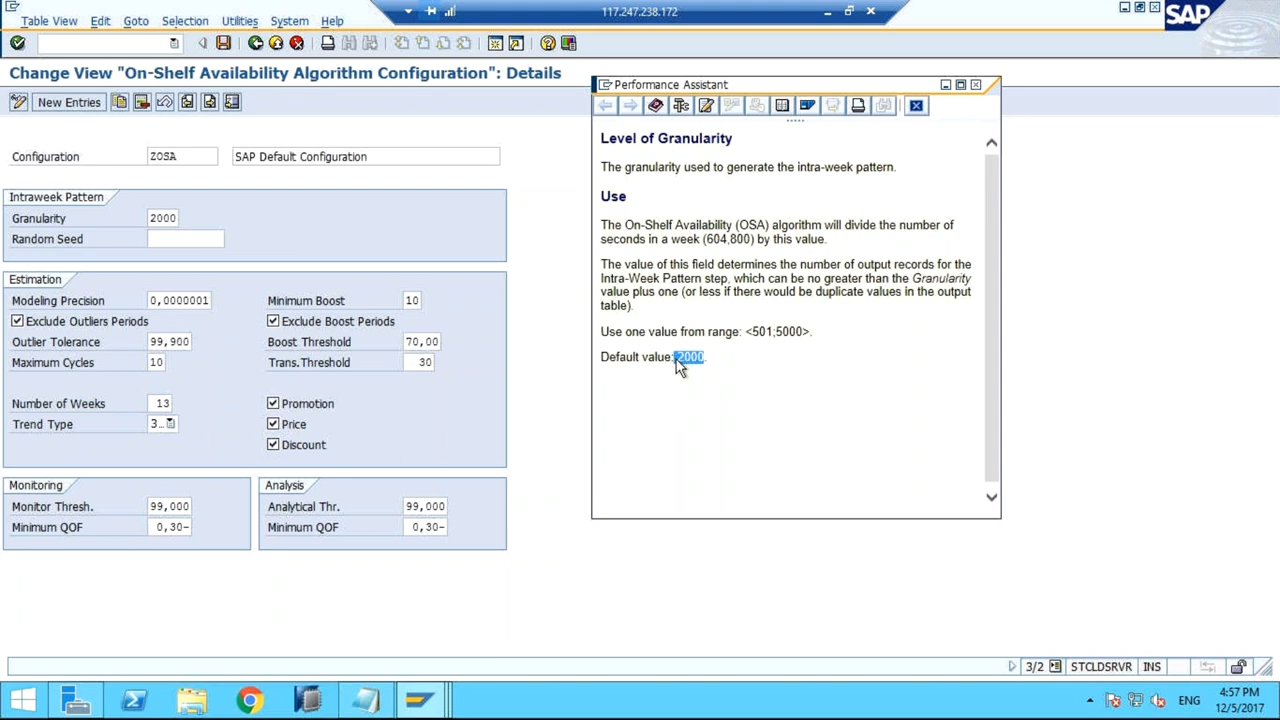 117.247.238.172
Table View Edit Goto Selection Utilities System Help
SAP
Change View "On-Shelf Availability Algorithm Configuration": Details
New Entries
Configuration ZOSA SAP Default Configuration
Intraweek Pattern
Granularity 2000
Random Seed
Estimation
Modeling Precision 0,0000001 Minimum Boost 10
Exclude Outliers Periods Exclude Boost Periods
Outlier Tolerance 99,900 Boost Threshold 70,00
Maximum Cycles 10 Trans.Threshold 30
Number of Weeks 13 Promotion
Trend Type 3.. Price
Discount
Monitoring Analysis
Monitor Thresh. 99,000 Analytical Thr. 99,000
Minimum QOF 0,30- Minimum QOF 0,30-
Performance Assistant
Level of Granularity
The granularity used to generate the intra-week pattern.
Use
The On-Shelf Availability (OSA) algorithm will divide the number of
seconds in a week (604,800) by this value.
The value of this field determines the number of output records for the
Intra-Week Pattern step, which can be no greater than the Granularity
value plus one (or less if there would be duplicate values in the output
table).
Use one value from range: <501;5000>.
Default value: 2000.
3/2 STCLDSRVR INS
ENG
4:57 PM
12/5/2017